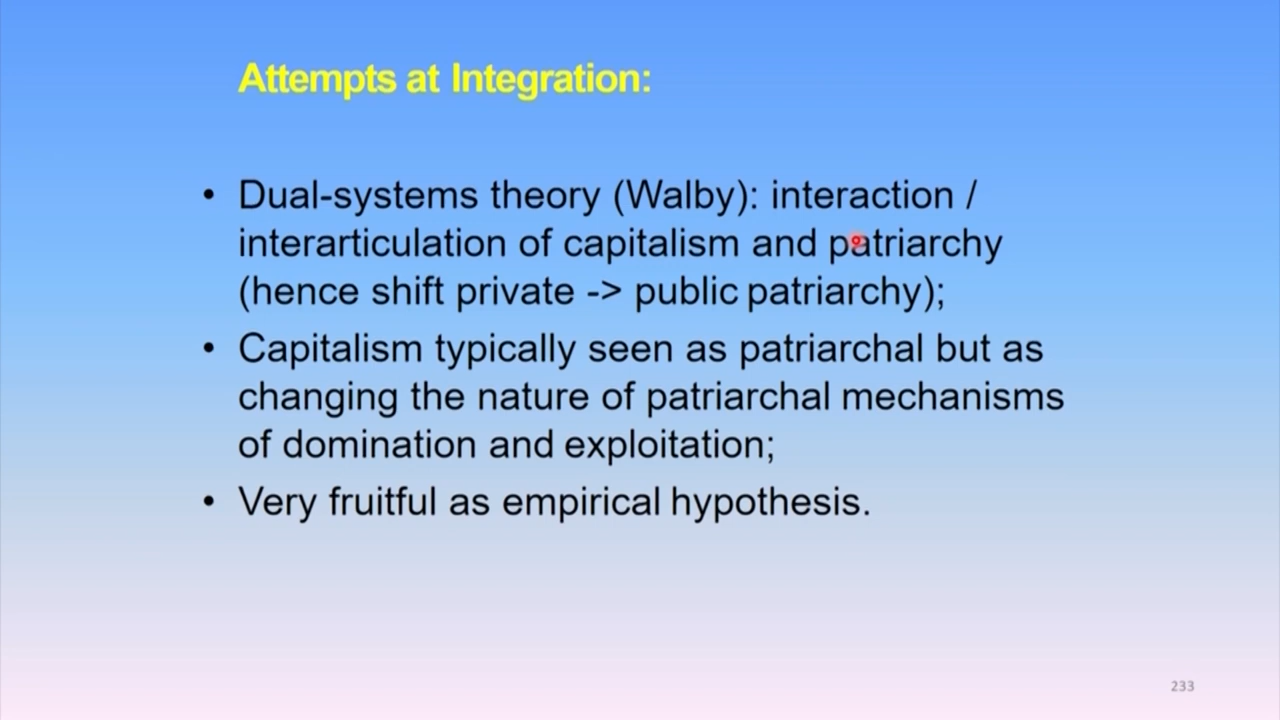 Attempts at Integration:
• Dual-systems theory (Walby): interaction /
interarticulation of capitalism and patriarchy
(hence shift private -> public patriarchy);
• Capitalism typically seen as patriarchal but as
changing the nature of patriarchal mechanisms
of domination and exploitation;
• Very fruitful as empirical hypothesis.
233